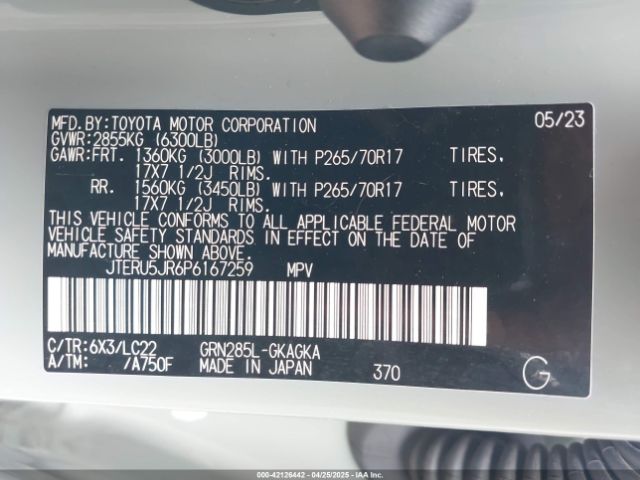 MFD.BY:TOYOTA MOTOR CORPORATION 05/23
GVWR:2855KG (6300LB)
GAWR:FRT. 1360KG (3000LB) WITH P265/70R17 TIRES.
17X7 1/2J RIMS.
RR. 1560KG (3450LB) WITH P265/70R17 TIRES.
17X7 1/2J RIMS.
THIS VEHICLE CONFORMS TO ALL APPLICABLE FEDERAL MOTOR
VEHICLE SAFETY STANDARDS IN EFFECT ON THE DATE OF
MANUFACTURE SHOWN ABOVE.
JTERU5JR6P6167259 MPV
C/TR:6X3/LC22 GRN285L-GKAGKA
A/TM: /A750F MADE IN JAPAN 370 G
000-42126442 - 04/25/2025 - IAA Inc.